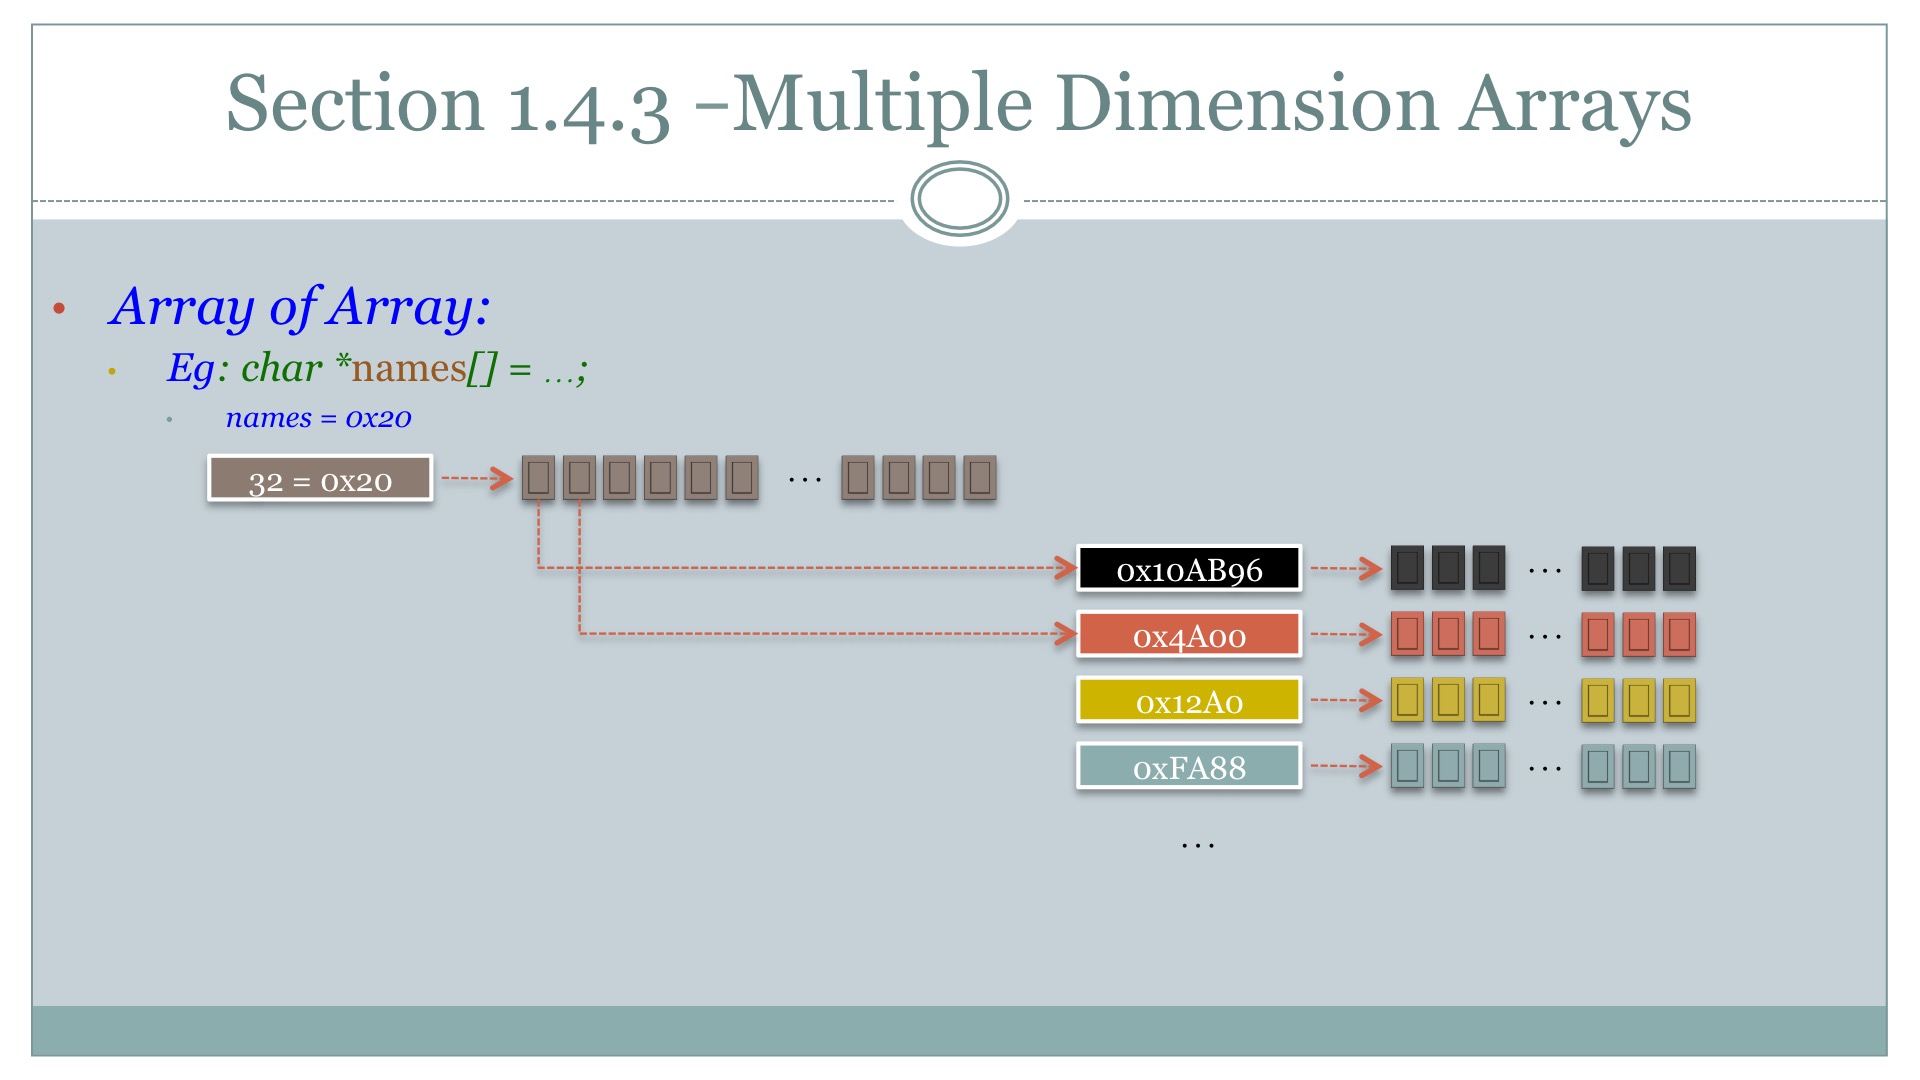 Section 1.4.3 –Multiple Dimension Arrays
• Array of Array:
• Eg: char *names[] = …;
• names = 0x20
32 = 0x20 …
0x10AB96 …
0x4A00 …
0x12A0 …
0xFA88 …
…